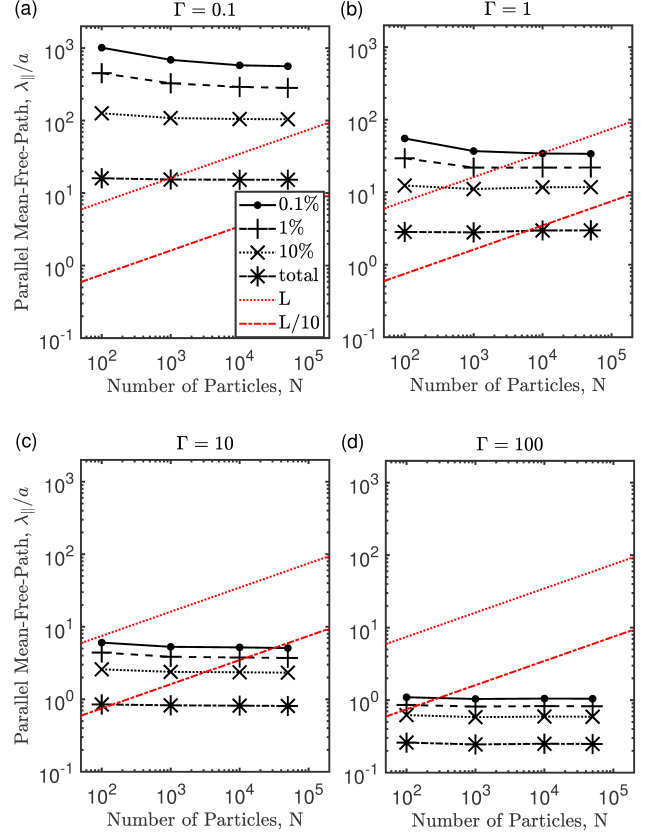 (a)
Γ = 0.1
Parallel Mean-Free-Path, λ∥/a
10³
10²
10¹
10⁰
10⁻¹
10² 10³ 10⁴ 10⁵
Number of Particles, N
0.1%
1%
10%
total
L
L/10
(b)
Γ = 1
10³
10²
10¹
10⁰
10⁻¹
10² 10³ 10⁴ 10⁵
Number of Particles, N
(c)
Γ = 10
Parallel Mean-Free-Path, λ∥/a
10³
10²
10¹
10⁰
10⁻¹
10² 10³ 10⁴ 10⁵
Number of Particles, N
(d)
Γ = 100
10³
10²
10¹
10⁰
10⁻¹
10² 10³ 10⁴ 10⁵
Number of Particles, N